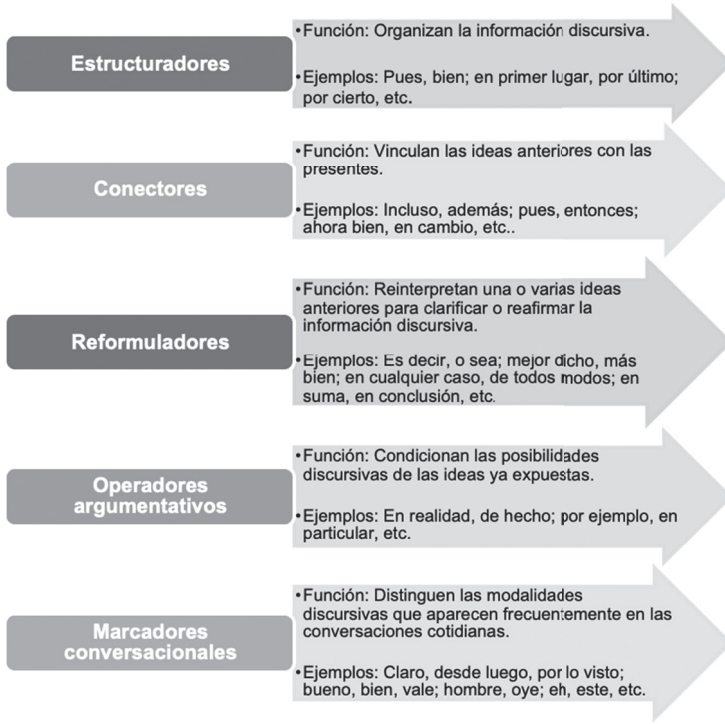 Estructuradores
•Función: Organizan la información discursiva.
•Ejemplos: Pues, bien; en primer lugar, por último;
por cierto, etc.
Conectores
•Función: Vinculan las ideas anteriores con las
presentes.
•Ejemplos: Incluso, además; pues, entonces;
ahora bien, en cambio, etc..
Reformuladores
•Función: Reinterpretan una o varias ideas
anteriores para clarificar o reafirmar la
información discursiva.
•Ejemplos: Es decir, o sea; mejor dicho, más
bien; en cualquier caso, de todos modos; en
suma, en conclusión, etc.
Operadores
argumentativos
•Función: Condicionan las posibilidades
discursivas de las ideas ya expuestas.
•Ejemplos: En realidad, de hecho; por ejemplo, en
particular, etc.
Marcadores
conversacionales
•Función: Distinguen las modalidades
discursivas que aparecen frecuentemente en las
conversaciones cotidianas.
•Ejemplos: Claro, desde luego, por lo visto;
bueno, bien, vale; hombre, oye; eh, este, etc.